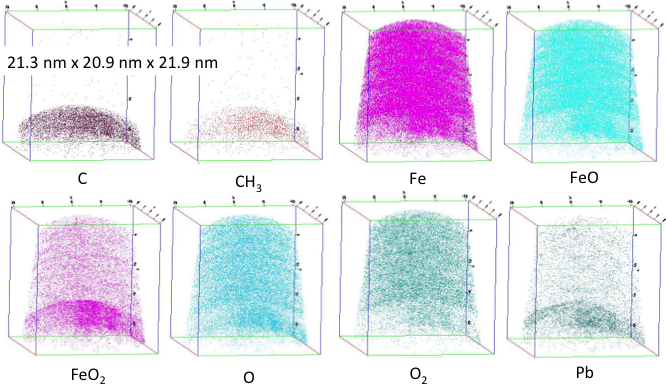 21.3 nm x 20.9 nm x 21.9 nm
C
CH3
Fe
FeO
FeO2
O
O2
Pb